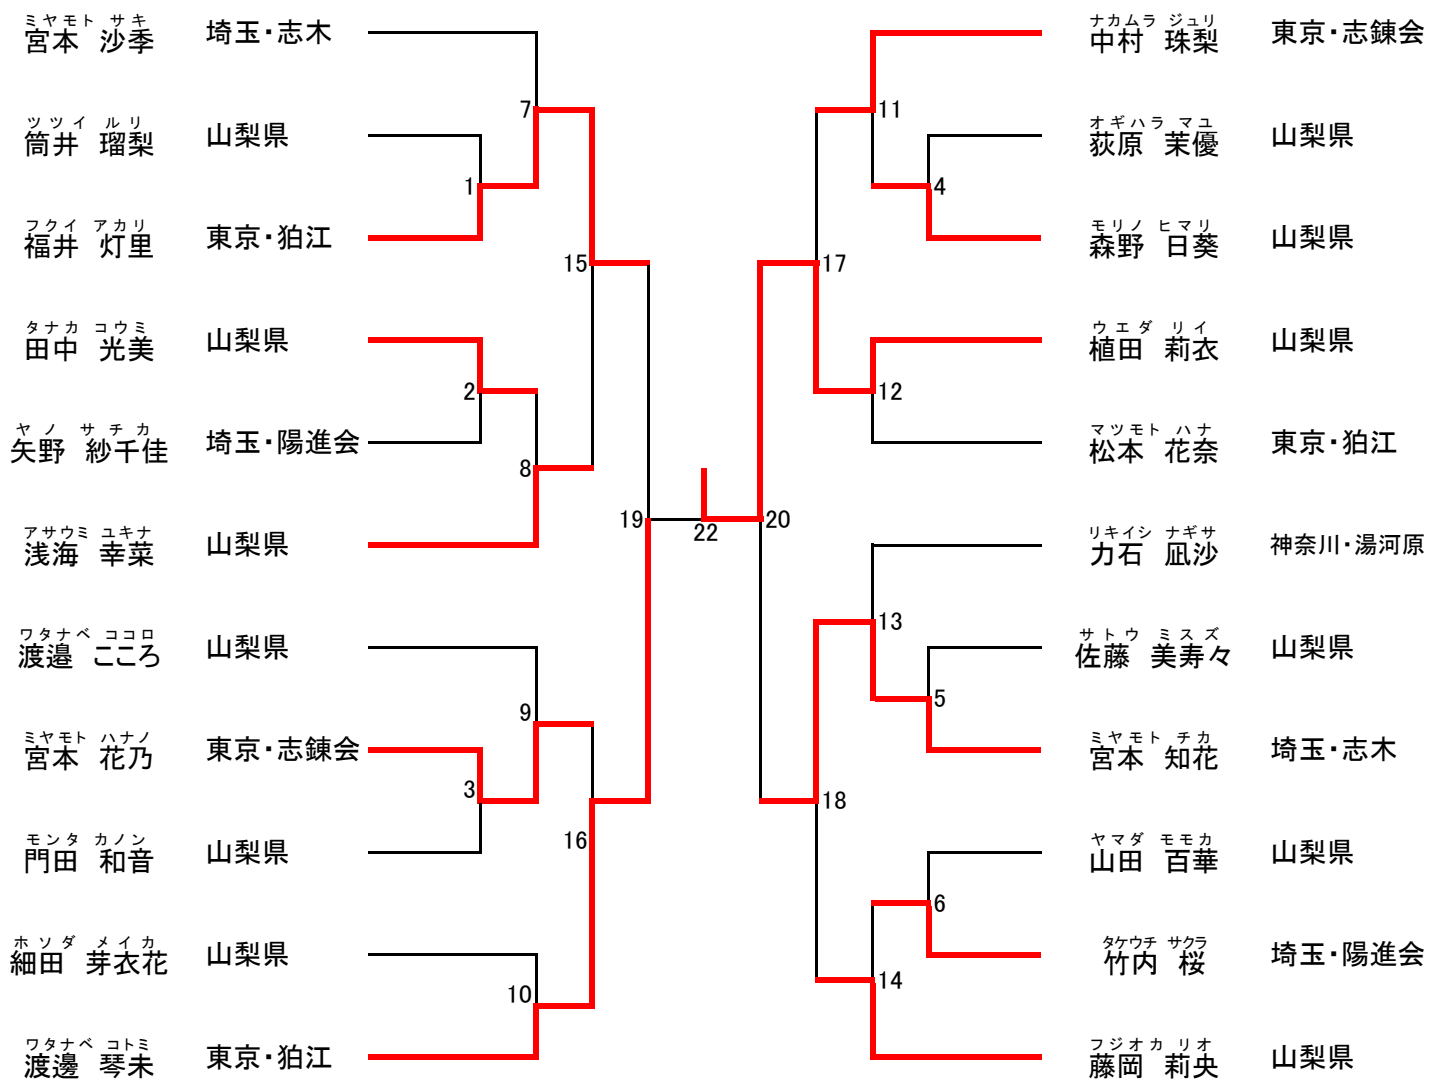 ミヤモト サキ
宮本 沙季 埼玉・志木
ツツイ ルリ
筒井 瑠梨 山梨県
フクイ アカリ
福井 灯里 東京・狛江
タナカ コウミ
田中 光美 山梨県
ヤノ サチカ
矢野 紗千佳 埼玉・陽進会
アサウミ ユキナ
浅海 幸菜 山梨県
ワタナベ ココロ
渡邉 こころ 山梨県
ミヤモト ハナノ
宮本 花乃 東京・志錬会
モンタ カノン
門田 和音 山梨県
ホソダ メイカ
細田 芽衣花 山梨県
ワタナベ コトミ
渡邊 琴未 東京・狛江
7
1
15
2
8
19
9
3
16
10
22
11
4
17
12
20
13
5
18
6
14
ナカムラ ジュリ
中村 珠梨 東京・志錬会
オギハラ マユ
荻原 茉優 山梨県
モリノ ヒマリ
森野 日葵 山梨県
ウエダ リイ
植田 莉衣 山梨県
マツモト ハナ
松本 花奈 東京・狛江
リキイシ ナギサ
力石 凪沙 神奈川・湯河原
サトウ ミスズ
佐藤 美寿々 山梨県
ミヤモト チカ
宮本 知花 埼玉・志木
ヤマダ モモカ
山田 百華 山梨県
タケウチ サクラ
竹内 桜 埼玉・陽進会
フジオカ リオ
藤岡 莉央 山梨県